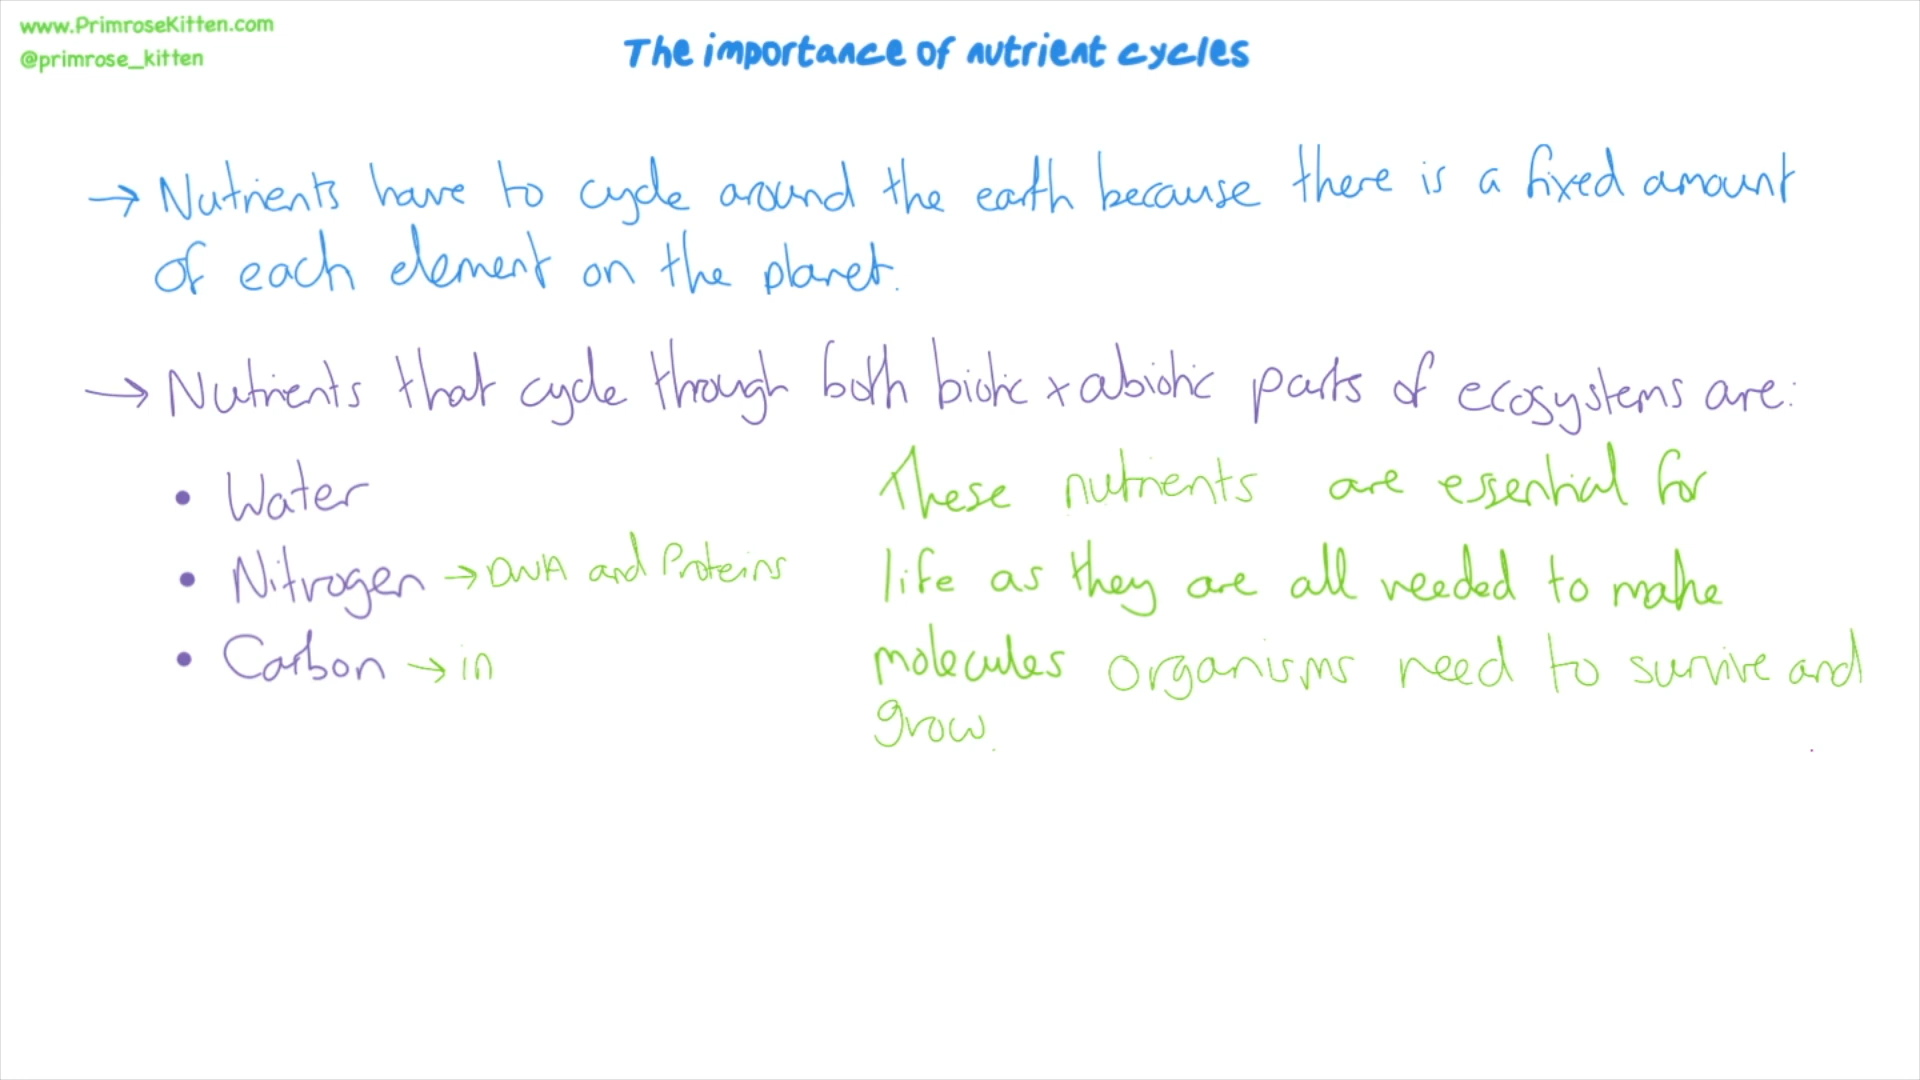 www.PrimroseKitten.com
@primrose_kitten
The importance of nutrient cycles
→ Nutrients have to cycle around the earth because there is a fixed amount
of each element on the planet.
→ Nutrients that cycle through both biotic + abiotic parts of ecosystems are:
• Water
• Nitrogen → DNA and Proteins
• Carbon → in
These nutrients are essential for
life as they are all needed to make
molecules organisms need to survive and
grow.